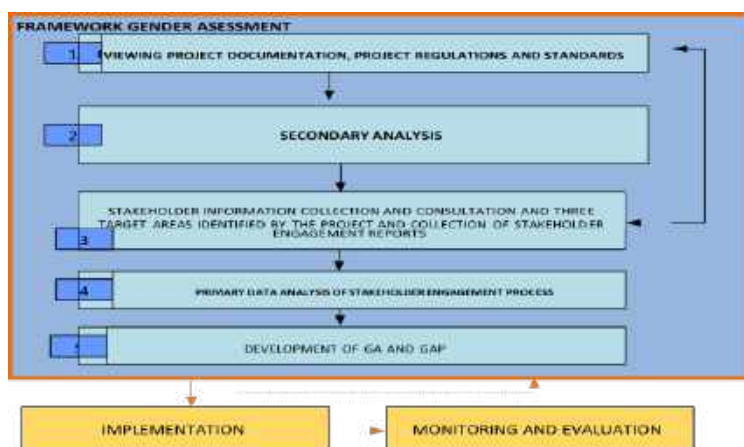 FRAMEWORK GENDER ASESSMENT
1
VIEWING PROJECT DOCUMENTATION, PROJECT REGULATIONS AND STANDARDS
2
SECONDARY ANALYSIS
STAKEHOLDER INFORMATION COLLECTION AND CONSULTATION AND THREE
TARGET AREAS IDENTIFIED BY THE PROJECT AND COLLECTION OF STAKEHOLDER
ENGAGEMENT REPORTS
3
4
PRIMARY DATA ANALYSIS OF STAKEHOLDER ENGAGEMENT PROCESS
5
DEVELOPMENT OF GA AND GAP
IMPLEMENTATION
MONITORING AND EVALUATION